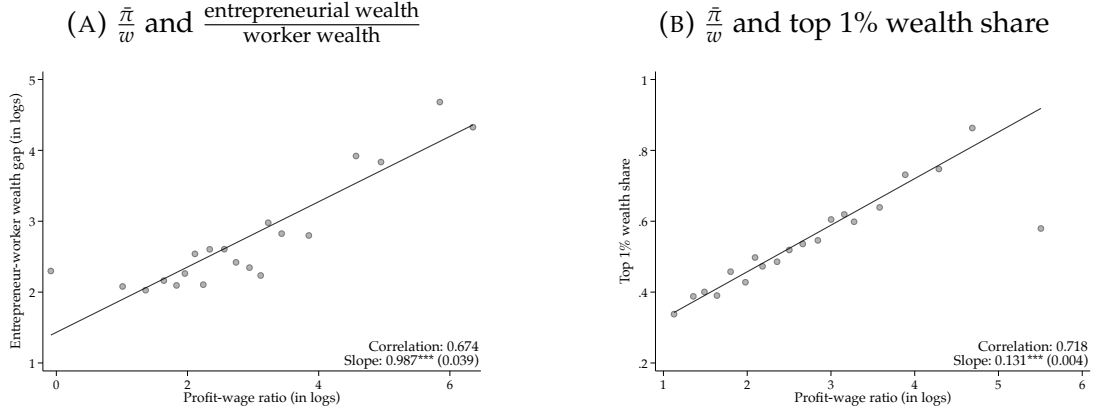 (A) π̄/w and entrepreneurial wealth/worker wealth
Entrepreneur-worker wealth gap (in logs)
5
4
3
2
1
Correlation: 0.674
Slope: 0.987*** (0.039)
0 2 4 6
Profit-wage ratio (in logs)
(B) π̄/w and top 1% wealth share
Top 1% wealth share
1
.8
.6
.4
.2
Correlation: 0.718
Slope: 0.131*** (0.004)
1 2 3 4 5 6
Profit-wage ratio (in logs)